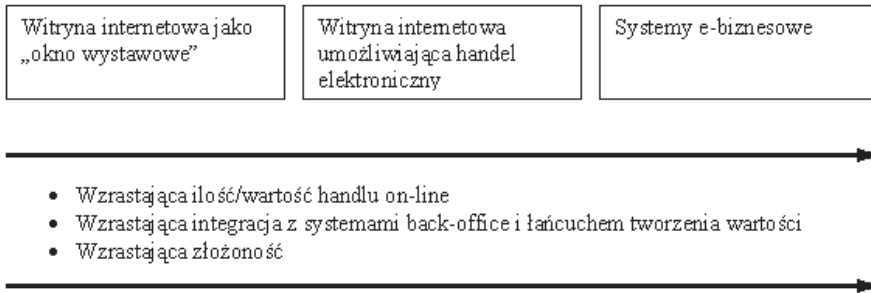 Witryna internetowa jako
„okno wystawowe”
Witryna internetowa
umożliwiająca handel
elektroniczny
Systemy e-biznesowe
• Wzrastająca ilość/wartość handlu on-line
• Wzrastająca integracja z systemami back-office i łańcuchem tworzenia wartości
• Wzrastająca złożoność